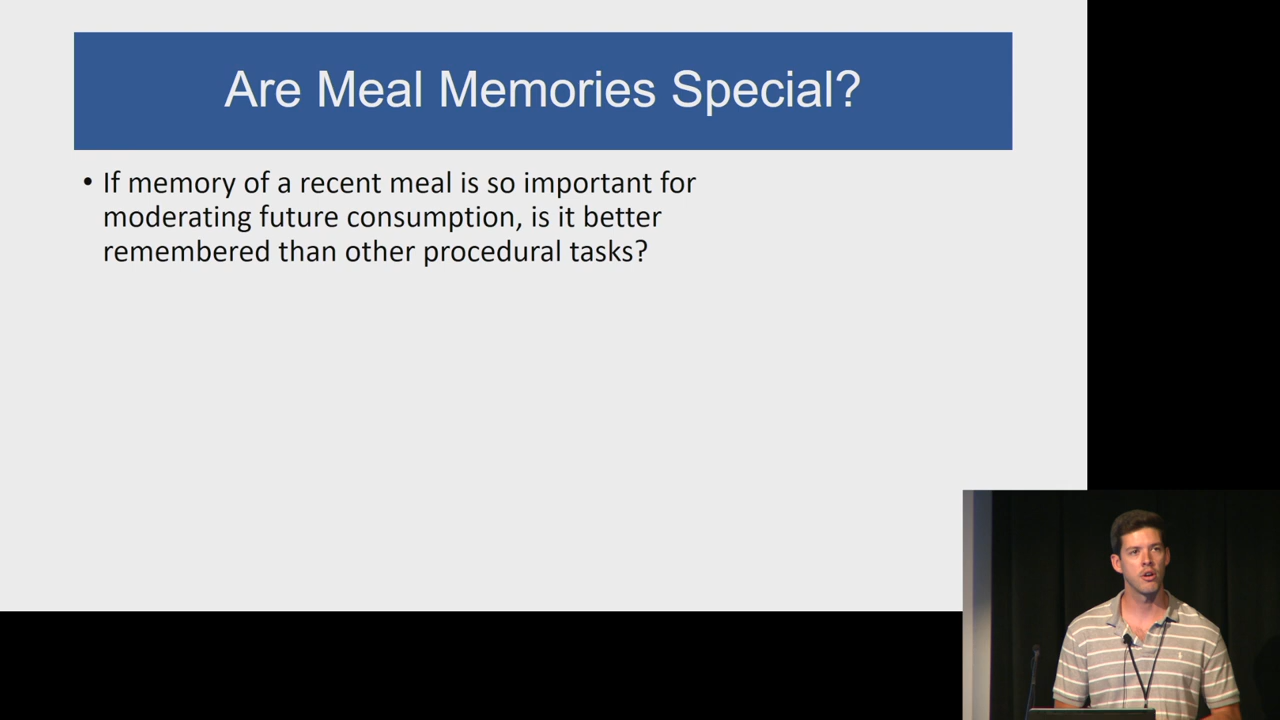 Are Meal Memories Special?
• If memory of a recent meal is so important for
moderating future consumption, is it better
remembered than other procedural tasks?